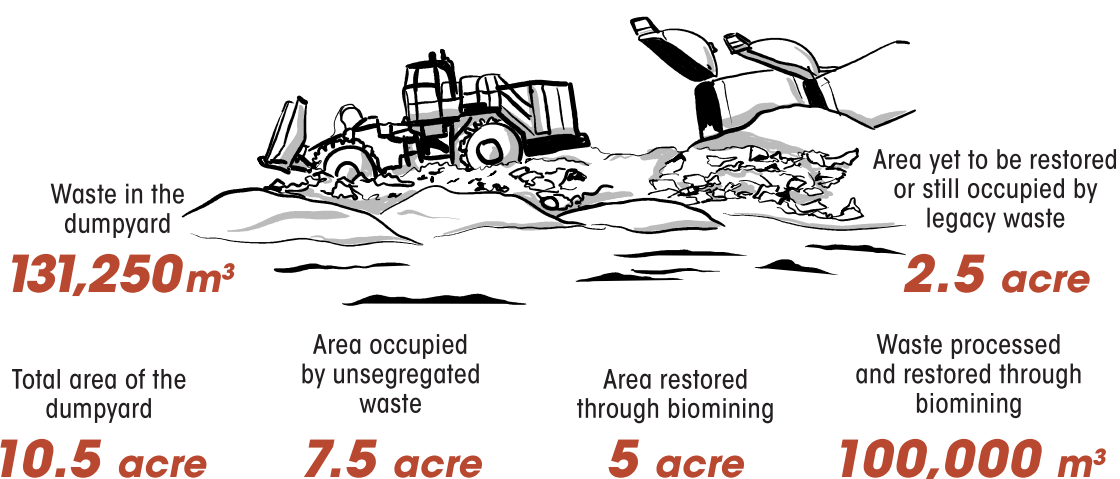 Waste in the
dumpyard
131,250 m³
Area yet to be restored
or still occupied by
legacy waste
2.5 acre
Total area of the
dumpyard
10.5 acre
Area occupied
by unsegregated
waste
7.5 acre
Area restored
through biomining
5 acre
Waste processed
and restored through
biomining
100,000 m³